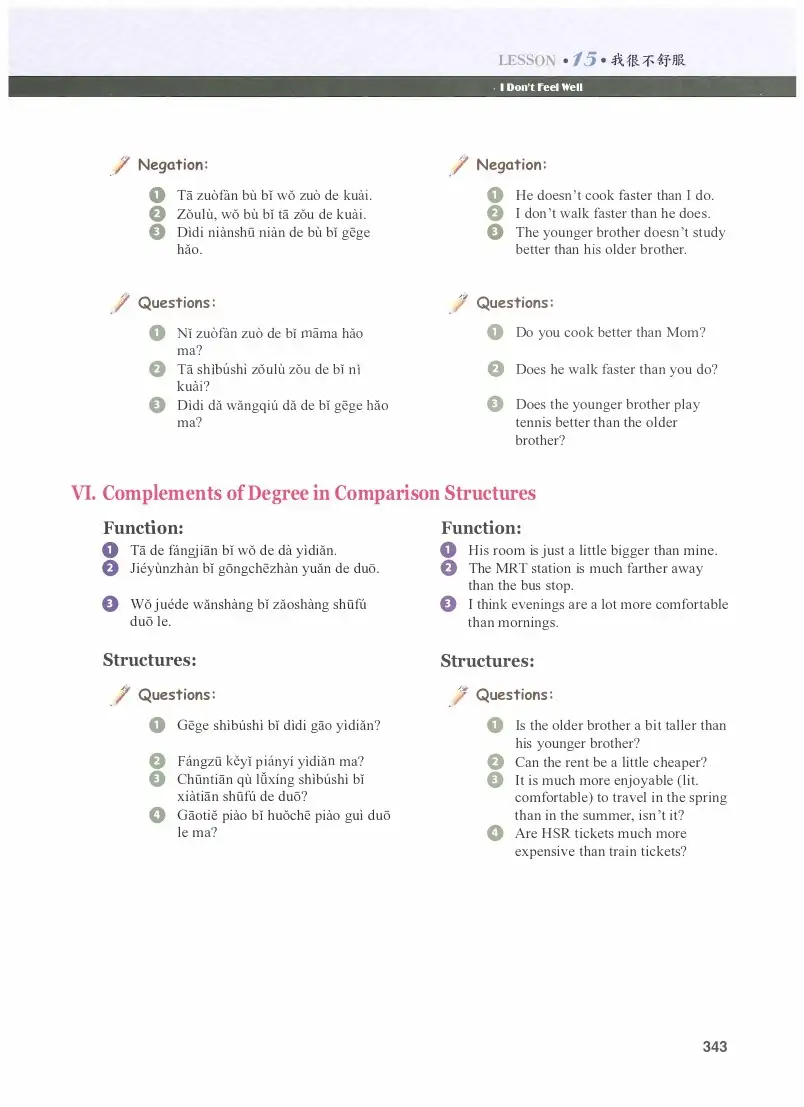 LESSON • 15 • 我很不舒服
I Don't Feel Well
Negation:
1 Tā zuòfàn bù bǐ wǒ zuò de kuài.
2 Zǒulù, wǒ bù bǐ tā zǒu de kuài.
3 Dìdi niànshū niàn de bù bǐ gēge
hǎo.
Questions:
1 Nǐ zuòfàn zuò de bǐ māma hǎo
ma?
2 Tā shìbúshì zǒulù zǒu de bǐ nì
kuài?
3 Dìdi dǎ wǎngqiú dǎ de bǐ gēge hǎo
ma?
Negation:
1 He doesn't cook faster than I do.
2 I don't walk faster than he does.
3 The younger brother doesn't study
better than his older brother.
Questions:
1 Do you cook better than Mom?
2 Does he walk faster than you do?
3 Does the younger brother play
tennis better than the older
brother?
VI. Complements of Degree in Comparison Structures
Function:
1 Tā de fángjiān bǐ wǒ de dà yìdiǎn.
2 Jiéyùnzhàn bǐ gōngchēzhàn yuǎn de duō.
3 Wǒ juéde wǎnshàng bǐ zǎoshàng shūfú
duō le.
Structures:
Questions:
1 Gēge shìbúshì bǐ dìdi gāo yìdiǎn?
2 Fángzū kěyǐ piányí yìdiǎn ma?
3 Chūntiān qù lǚxíng shìbúshì bǐ
xiàtiān shūfú de duō?
4 Gāotiě piào bǐ huǒchē piào guì duō
le ma?
Function:
1 His room is just a little bigger than mine.
2 The MRT station is much farther away
than the bus stop.
3 I think evenings are a lot more comfortable
than mornings.
Structures:
Questions:
1 Is the older brother a bit taller than
his younger brother?
2 Can the rent be a little cheaper?
3 It is much more enjoyable (lit.
comfortable) to travel in the spring
than in the summer, isn't it?
4 Are HSR tickets much more
expensive than train tickets?
343